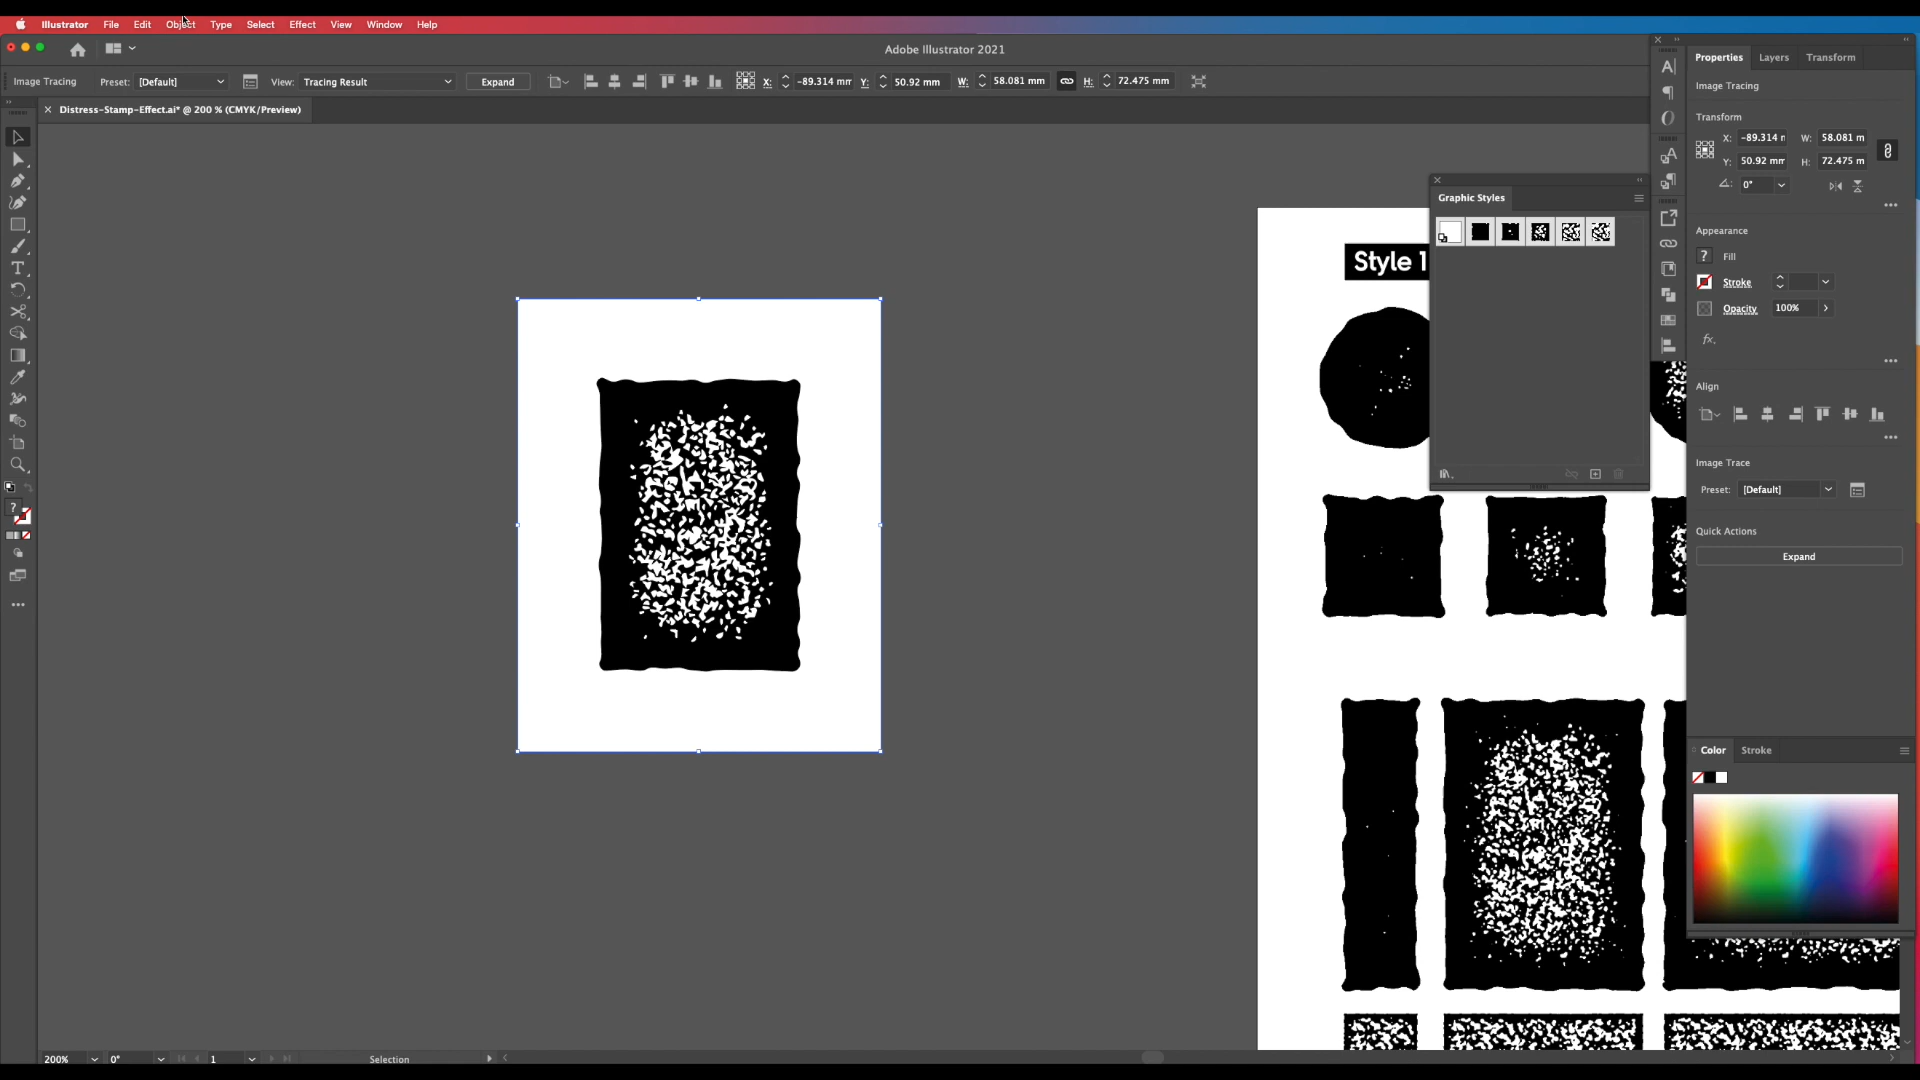 Illustrator File Edit Object Type Select Effect View Window Help
Adobe Illustrator 2021
Image Tracing Preset: [Default] View: Tracing Result Expand X: -89.314 mm Y: 50.92 mm W: 58.081 mm H: 72.475 mm
Distress-Stamp-Effect.ai* @ 200 % (CMYK/Preview)
Graphic Styles
Style 1
Properties Layers Transform
Image Tracing
Transform
X: -89.314 r W: 58.081 m
Y: 50.92 mm H: 72.475 m
0°
Appearance
? Fill
Stroke
Opacity 100%
fx.
Align
Image Trace
Preset: [Default]
Quick Actions
Expand
Color Stroke
200% 0° 1 Selection